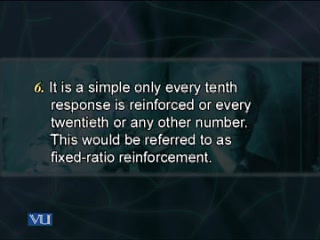 6. It is a simple only every tenth
response is reinforced or every
twentieth or any other number.
This would be referred to as
fixed-ratio reinforcement.
VU